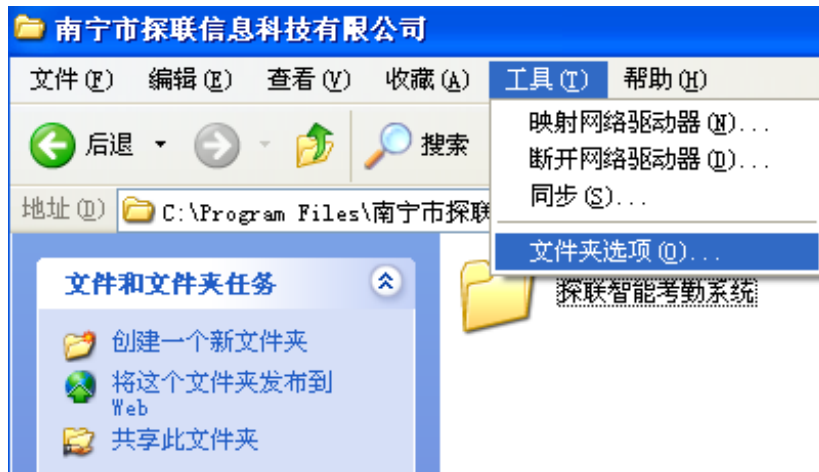 南宁市探联信息科技有限公司
文件(F) 编辑(E) 查看(V) 收藏(A) 工具(T) 帮助(H)
后退 搜索
映射网络驱动器(N)...
断开网络驱动器(D)...
同步(S)...
文件夹选项(O)...
地址(D) C:\Program Files\南宁市探联
文件和文件夹任务
创建一个新文件夹
将这个文件夹发布到
Web
共享此文件夹
探联智能考勤系统